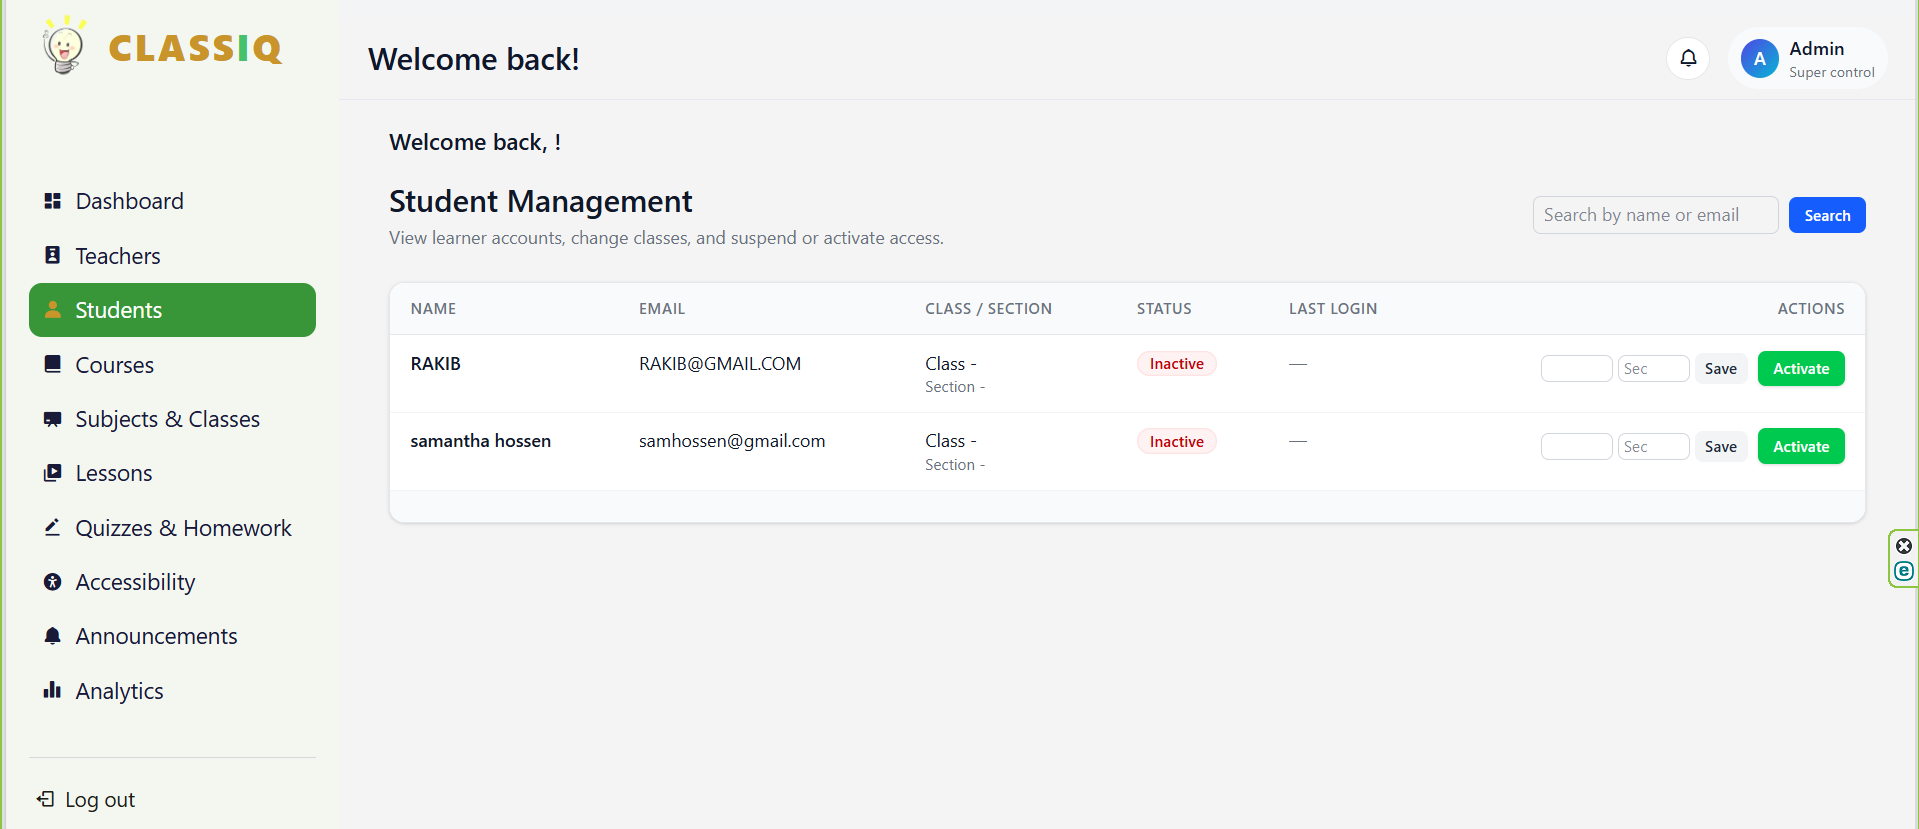 CLASSIQ
Welcome back!
A
Admin
Super control
Welcome back, !
Student Management
View learner accounts, change classes, and suspend or activate access.
Search by name or email
Search
Dashboard
Teachers
Students
Courses
Subjects & Classes
Lessons
Quizzes & Homework
Accessibility
Announcements
Analytics
Log out
NAME EMAIL CLASS / SECTION STATUS LAST LOGIN ACTIONS
RAKIB RAKIB@GMAIL.COM Class - Inactive — Sec Save Activate
Section -
samantha hossen samhossen@gmail.com Class - Inactive — Sec Save Activate
Section -
e